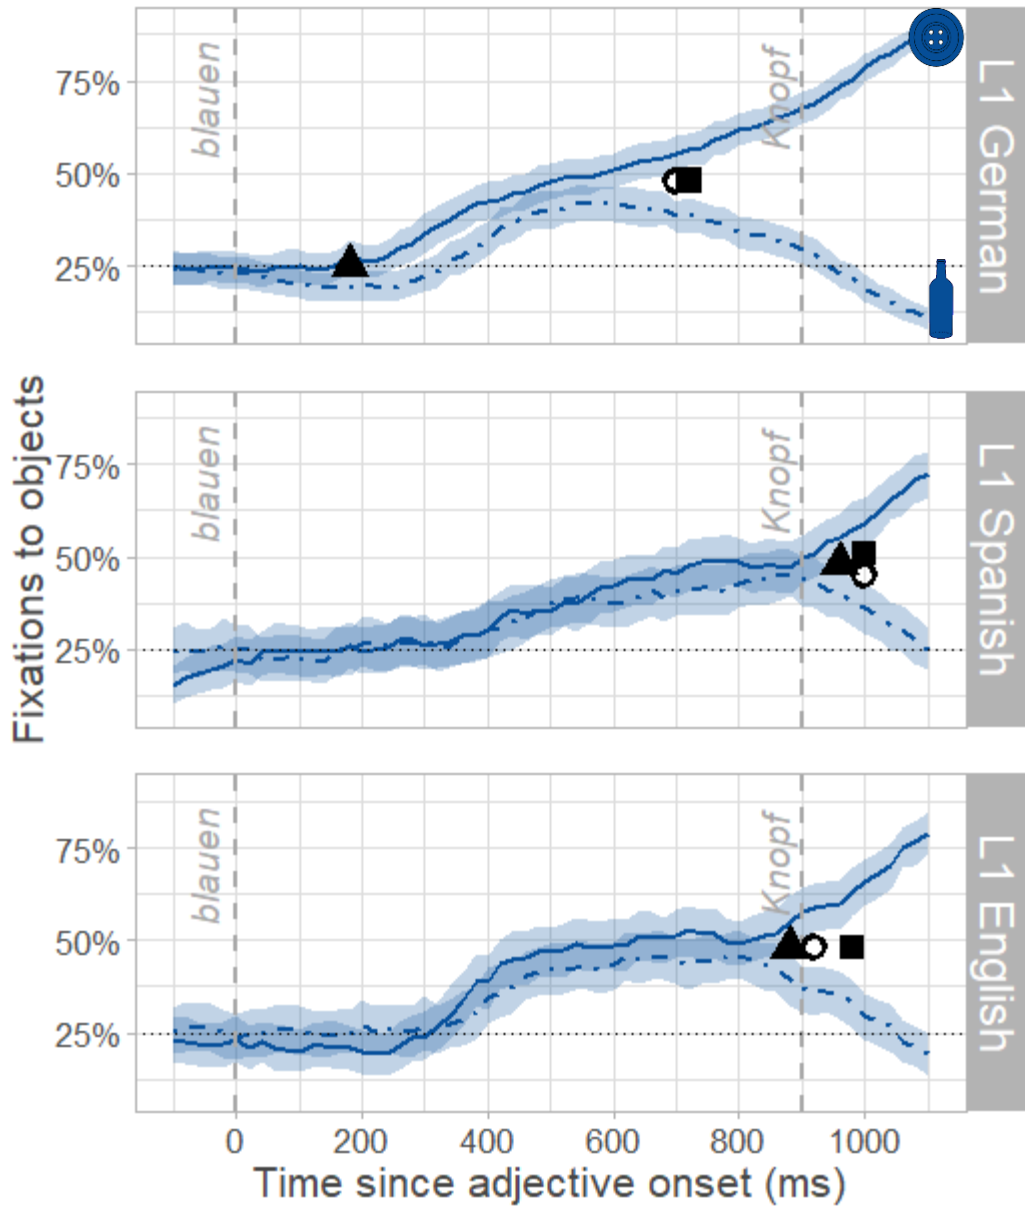 Fixations to objects
75%
50%
25%
blauen
Knopf
L1 German
75%
50%
25%
blauen
Knopf
L1 Spanish
75%
50%
25%
blauen
Knopf
L1 English
0 200 400 600 800 1000
Time since adjective onset (ms)